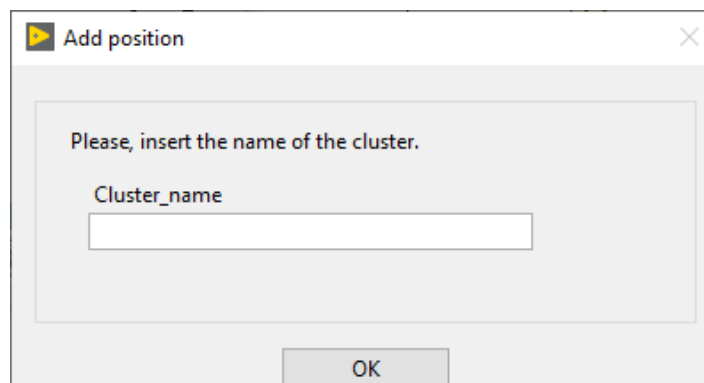 Add position
Please, insert the name of the cluster.
Cluster_name
OK